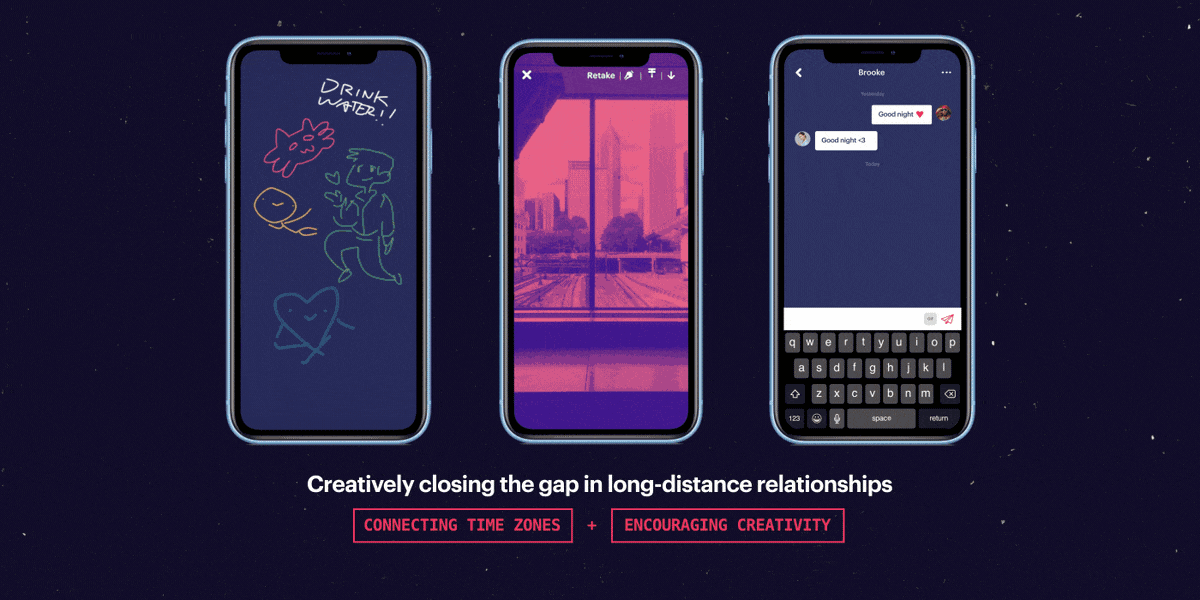 DRINK
WATER!!
Retake
Brooke
Yesterday
Good night ❤
Good night <3
Today
GIF
q w e r t y u i o p
a s d f g h j k l
z x c v b n m
123 space return
Creatively closing the gap in long-distance relationships
CONNECTING TIME ZONES + ENCOURAGING CREATIVITY